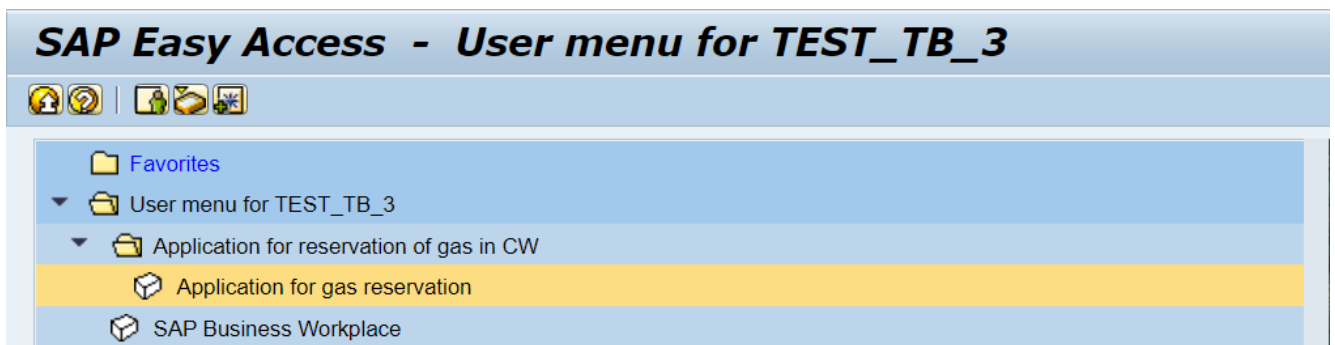 SAP Easy Access - User menu for TEST_TB_3
Favorites
User menu for TEST_TB_3
Application for reservation of gas in CW
Application for gas reservation
SAP Business Workplace